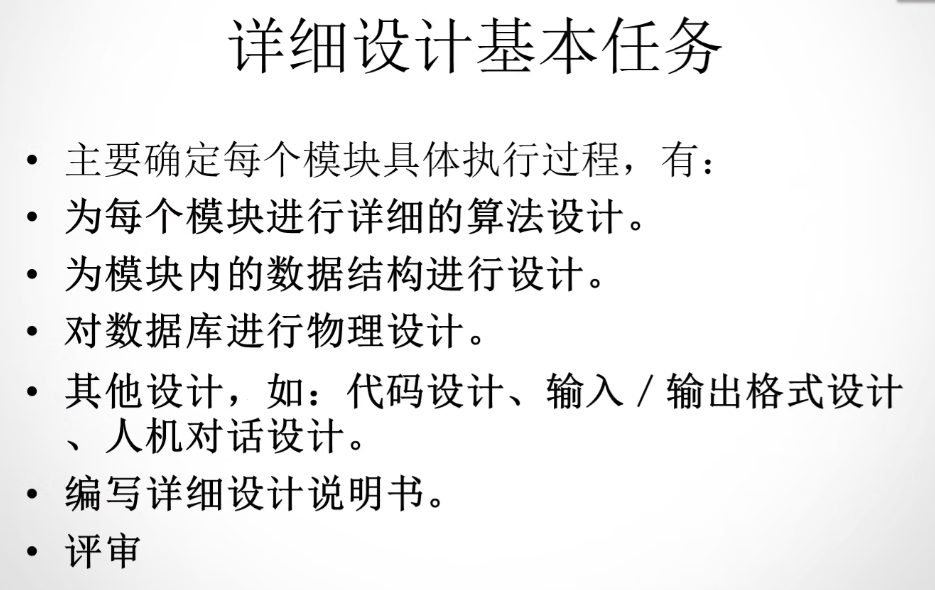 详细设计基本任务
• 主要确定每个模块具体执行过程，有：
• 为每个模块进行详细的算法设计。
• 为模块内的数据结构进行设计。
• 对数据库进行物理设计。
• 其他设计，如：代码设计、输入／输出格式设计
、人机对话设计。
• 编写详细设计说明书。
• 评审